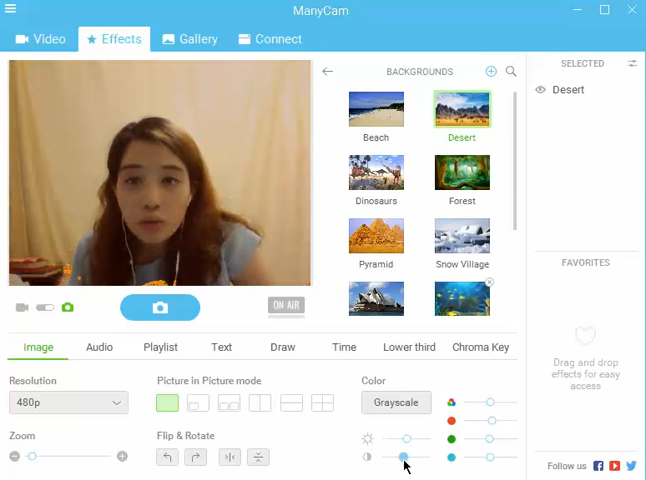 ManyCam
Video
Effects
Gallery
Connect
BACKGROUNDS
SELECTED
Beach
Desert
Desert
Dinosaurs
Forest
Pyramid
Snow Village
FAVORITES
Drag and drop
effects for easy
access
ON AIR
Image
Audio
Playlist
Text
Draw
Time
Lower third
Chroma Key
Resolution
480p
Picture in Picture mode
Color
Grayscale
Zoom
Flip & Rotate
Follow us